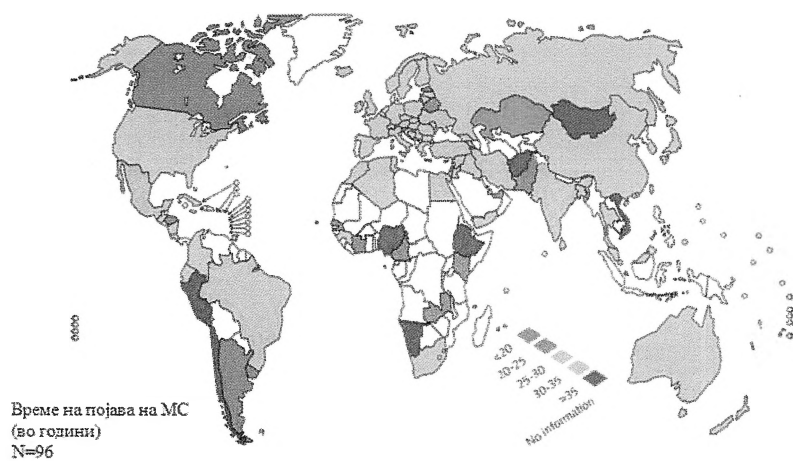 <20
20-25
25-30
30-35
>35
No information
Време на појава на МС
(во години)
N=96